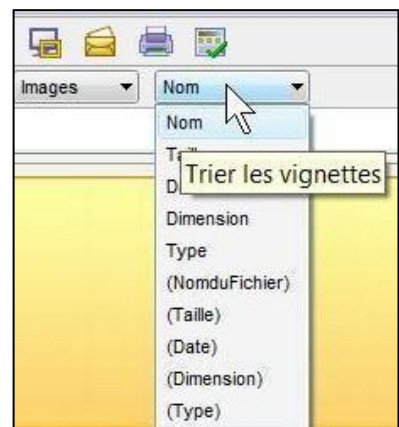 Images
Nom
Nom
Trier les vignettes
Dimension
Type
(NomduFichier)
(Taille)
(Date)
(Dimension)
(Type)